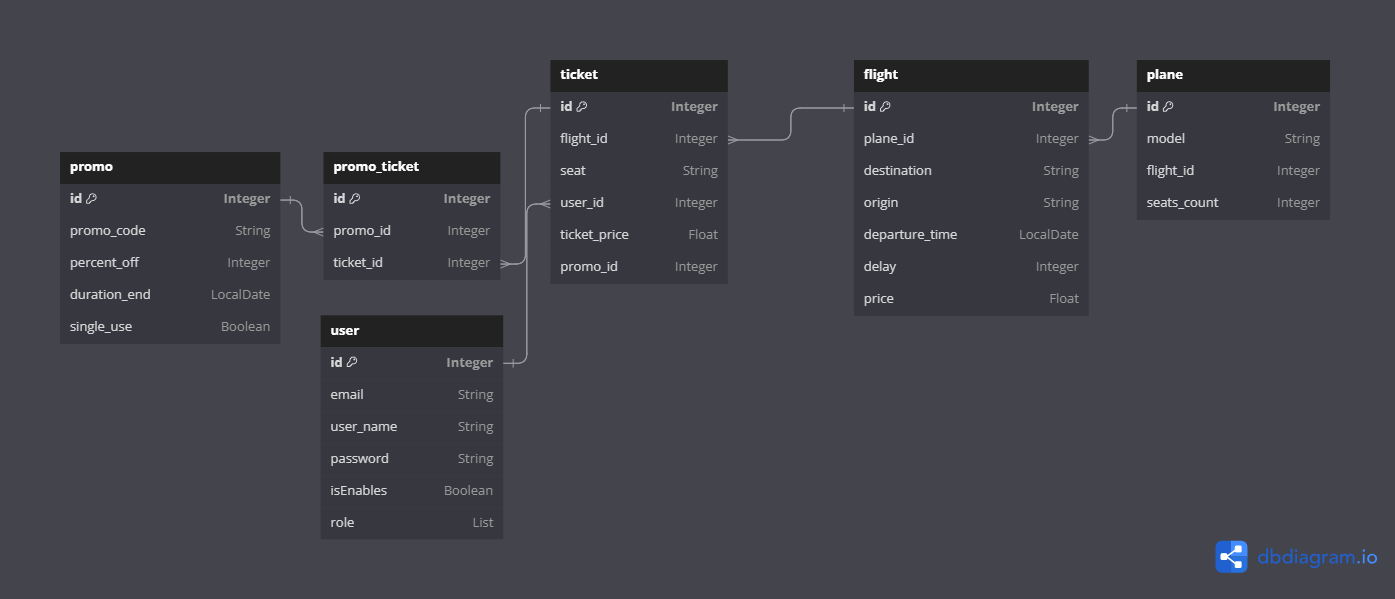 promo
id Integer
promo_code String
percent_off Integer
duration_end LocalDate
single_use Boolean
promo_ticket
id Integer
promo_id Integer
ticket_id Integer
user
id Integer
email String
user_name String
password String
isEnables Boolean
role List
ticket
id Integer
flight_id Integer
seat String
user_id Integer
ticket_price Float
promo_id Integer
flight
id Integer
plane_id Integer
destination String
origin String
departure_time LocalDate
delay Integer
price Float
plane
id Integer
model String
flight_id Integer
seats_count Integer
dbdiagram.io